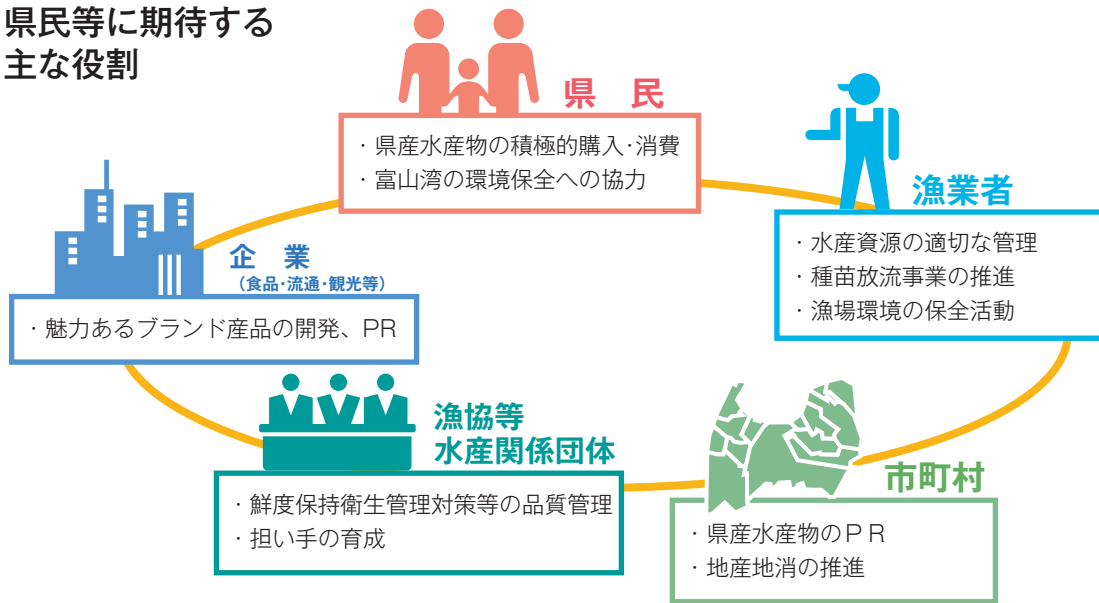 県民等に期待する
主な役割
県　民
・県産水産物の積極的購入・消費
・富山湾の環境保全への協力
漁業者
・水産資源の適切な管理
・種苗放流事業の推進
・漁場環境の保全活動
企　業
（食品・流通・観光等）
・魅力あるブランド産品の開発、PR
漁協等
水産関係団体
・鮮度保持衛生管理対策等の品質管理
・担い手の育成
市町村
・県産水産物のＰＲ
・地産地消の推進